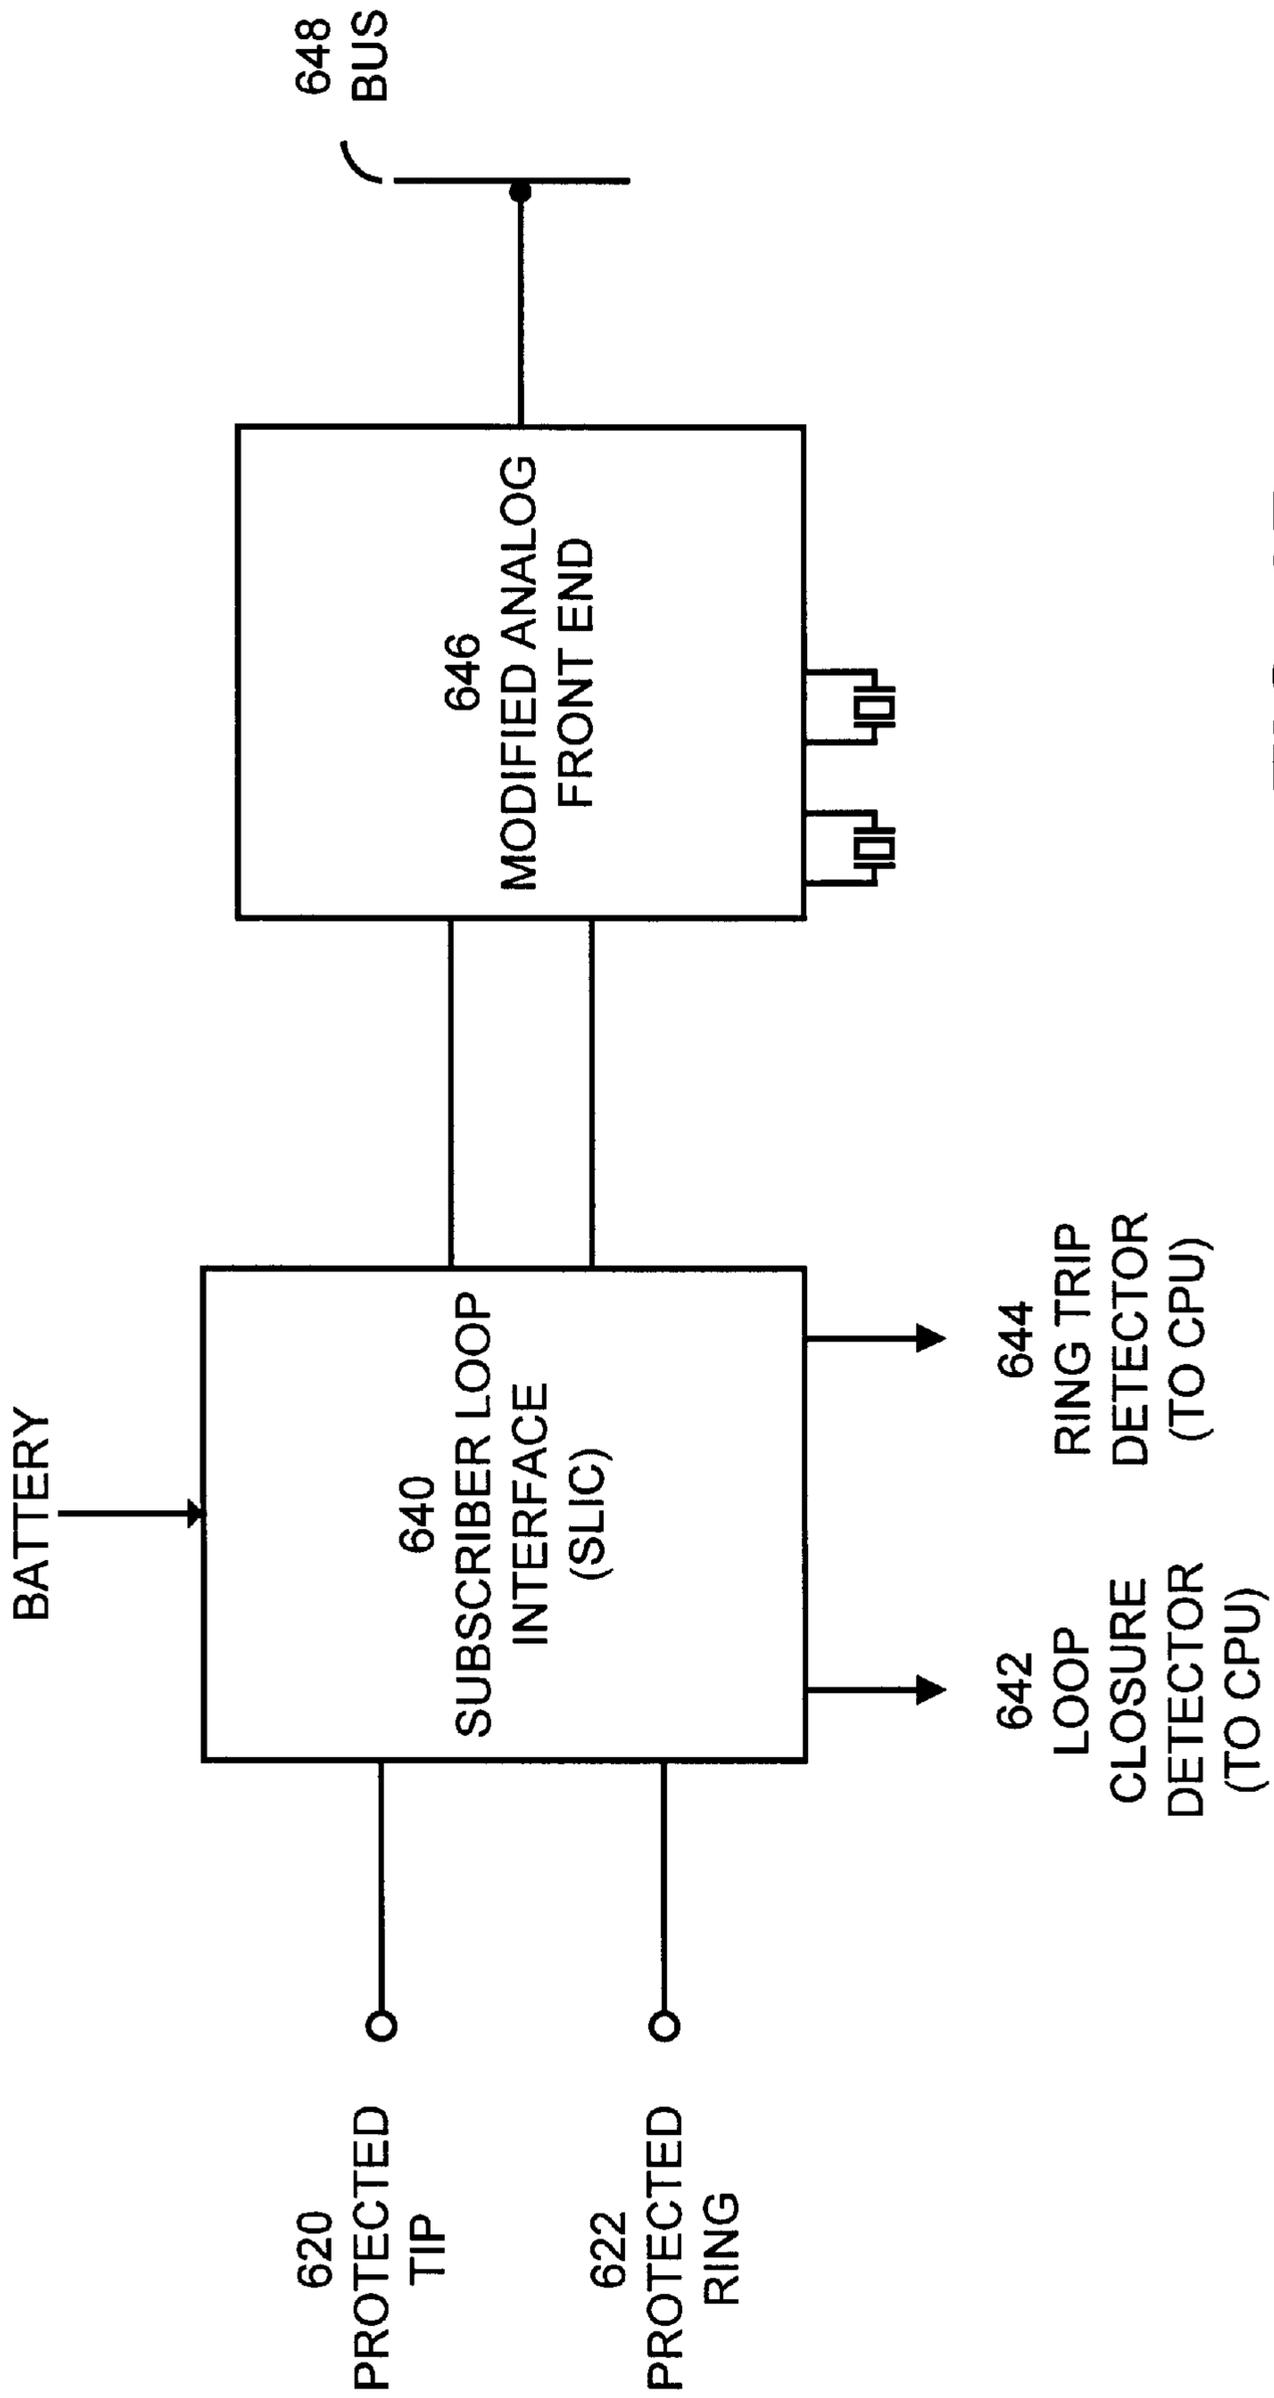 BATTERY
648
BUS
620
PROTECTED
TIP
622
PROTECTED
RING
640
SUBSCRIBER LOOP
INTERFACE
(SLIC)
646
MODIFIED ANALOG
FRONT END
642
LOOP
CLOSURE
DETECTOR
(TO CPU)
644
RING TRIP
DETECTOR
(TO CPU)